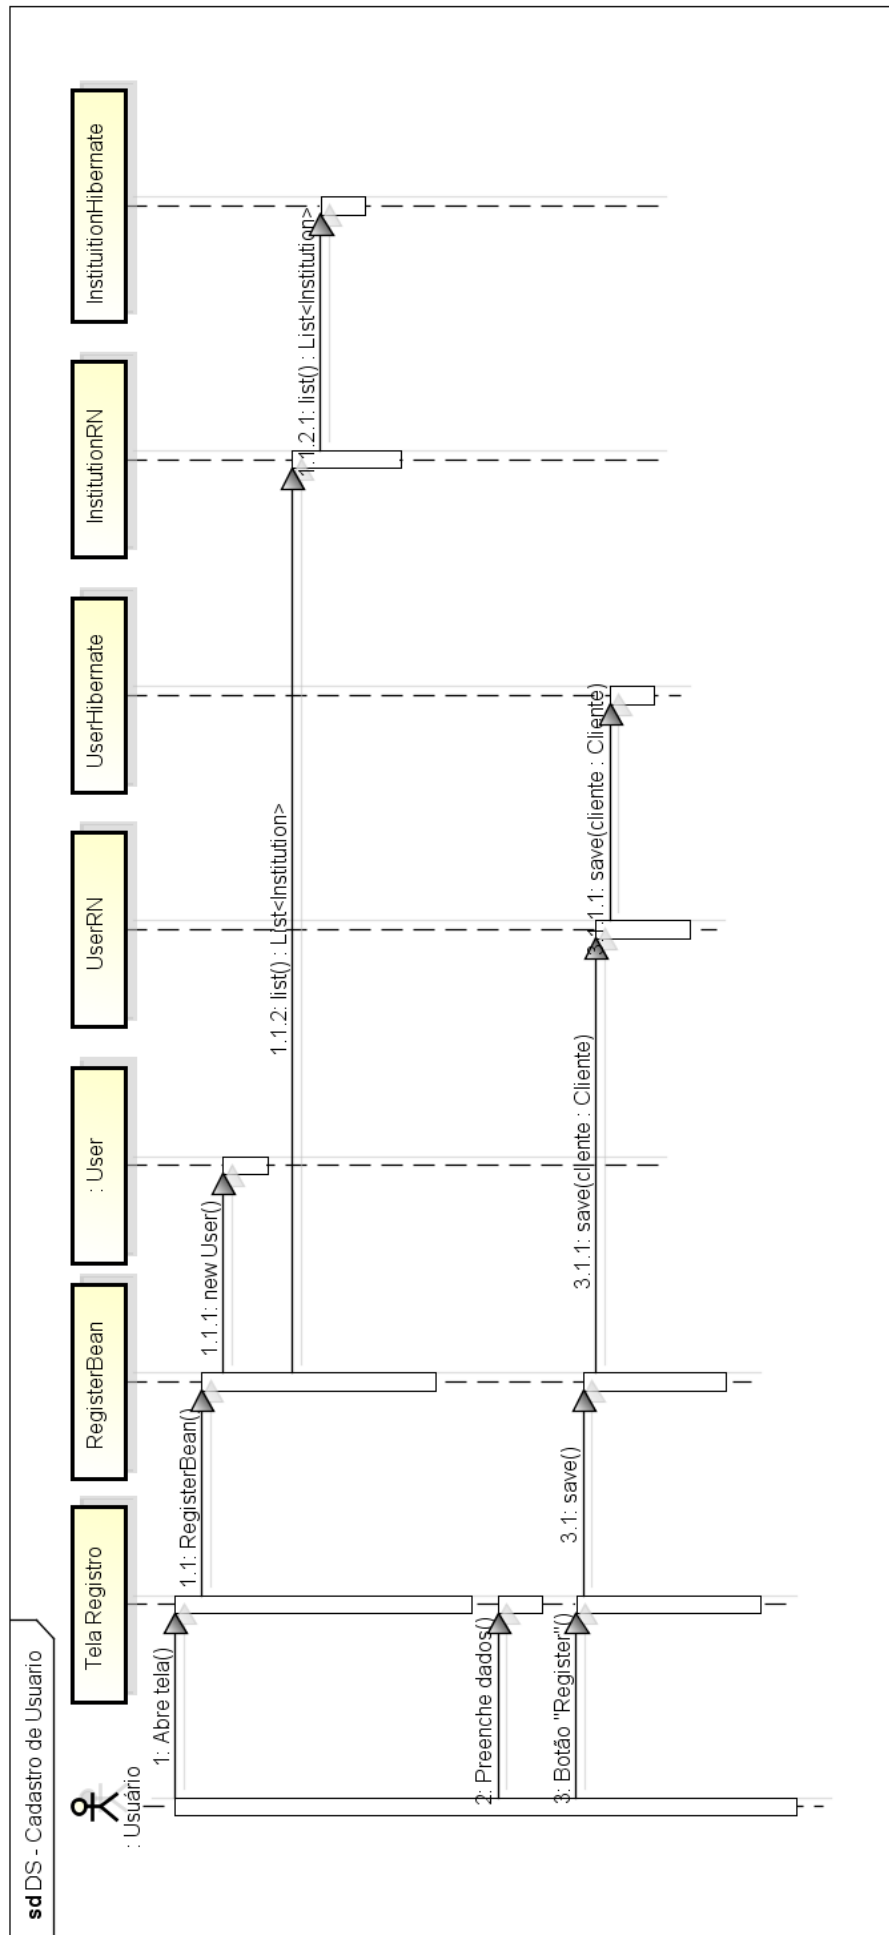 sd DS - Cadastro de Usuario
: Usuário
Tela Registro
RegisterBean
: User
UserRN
UserHibernate
InstitutionRN
InstituitionHibernate
1: Abre tela()
1.1: RegisterBean()
1.1.1: new User()
1.1.2: list() : List<Institution>
1.1.2.1: list() : List<Institution>
2: Preenche dados()
3: Botão "Register"()
3.1: save()
3.1.1: save(cliente : Cliente)
3.1.1.1: save(cliente : Cliente)